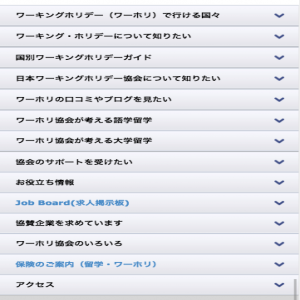 ワーキングホリデー（ワーホリ）で行ける国々
ワーキング・ホリデーについて知りたい
国別ワーキングホリデーガイド
日本ワーキングホリデー協会について知りたい
ワーホリの口コミやブログを見たい
ワーホリ協会が考える語学留学
ワーホリ協会が考える大学留学
協会のサポートを受けたい
お役立ち情報
Job Board(求人掲示板)
協賛企業を求めています
ワーホリ協会のいろいろ
保険のご案内（留学・ワーホリ）
アクセス